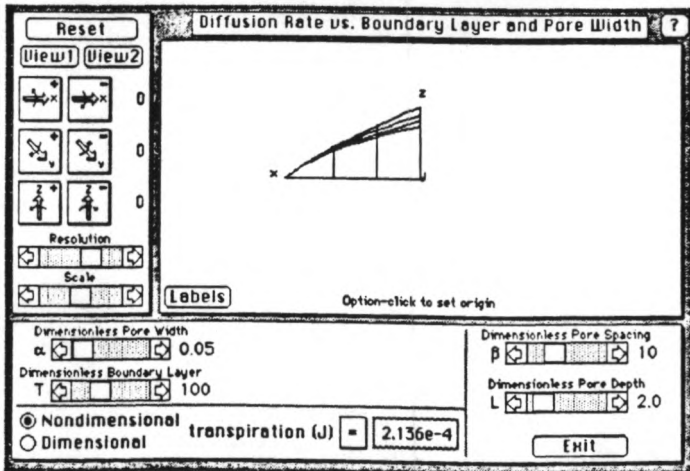 Reset
View1 View2
+ x - x 0
+ y - y 0
z + z - 0
Resolution
Scale
Diffusion Rate vs. Boundary Layer and Pore Width ?
z
x
Labels
Option-click to set origin
Dimensionless Pore Width
α 0.05
Dimensionless Boundary Layer
T 100
Nondimensional
Dimensional
transpiration (J) = 2.136e-4
Dimensionless Pore Spacing
β 10
Dimensionless Pore Depth
L 2.0
Exit